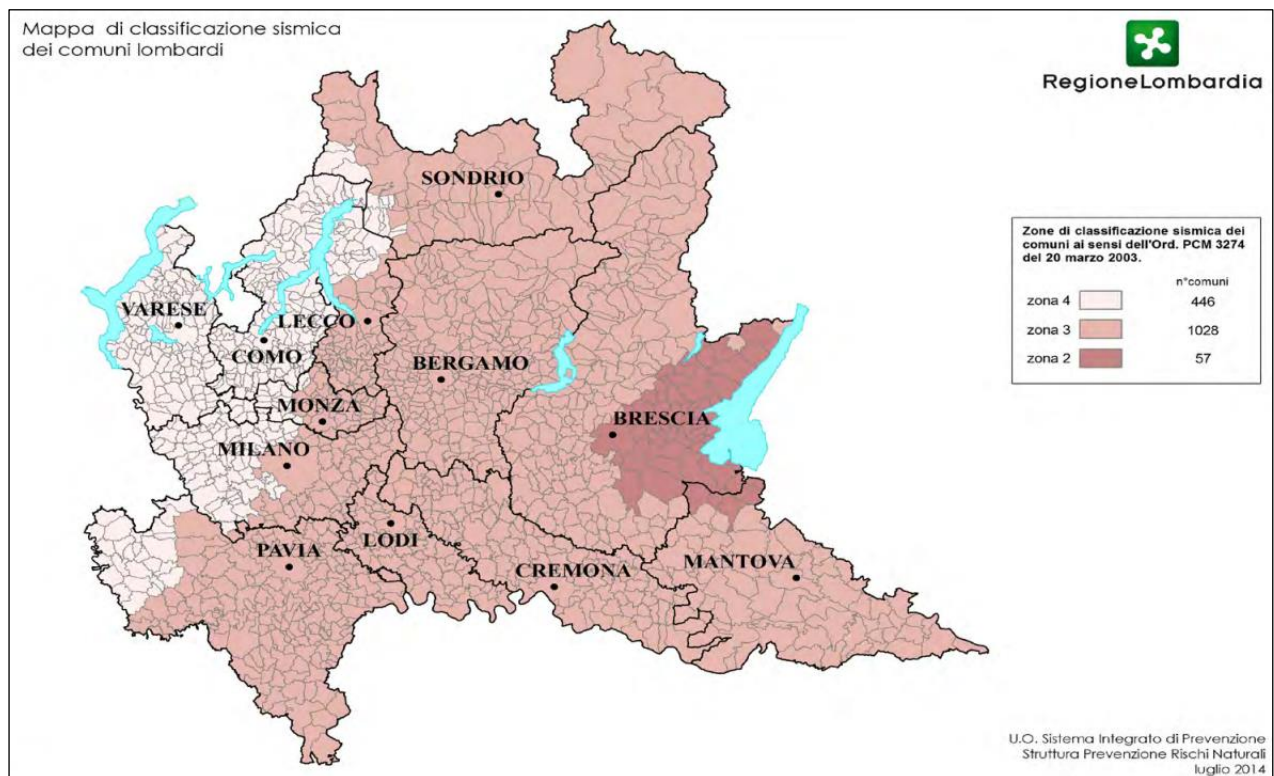 Mappa di classificazione sismica
dei comuni lombardi
RegioneLombardia
SONDRIO
VARESE
LECCO
COMO
BERGAMO
MONZA
BRESCIA
MILANO
LODI
PAVIA
CREMONA
MANTOVA
Zone di classificazione sismica dei
comuni ai sensi dell'Ord. PCM 3274
del 20 marzo 2003.
n°comuni
zona 4 446
zona 3 1028
zona 2 57
U.O. Sistema Integrato di Prevenzione
Struttura Prevenzione Rischi Naturali
luglio 2014